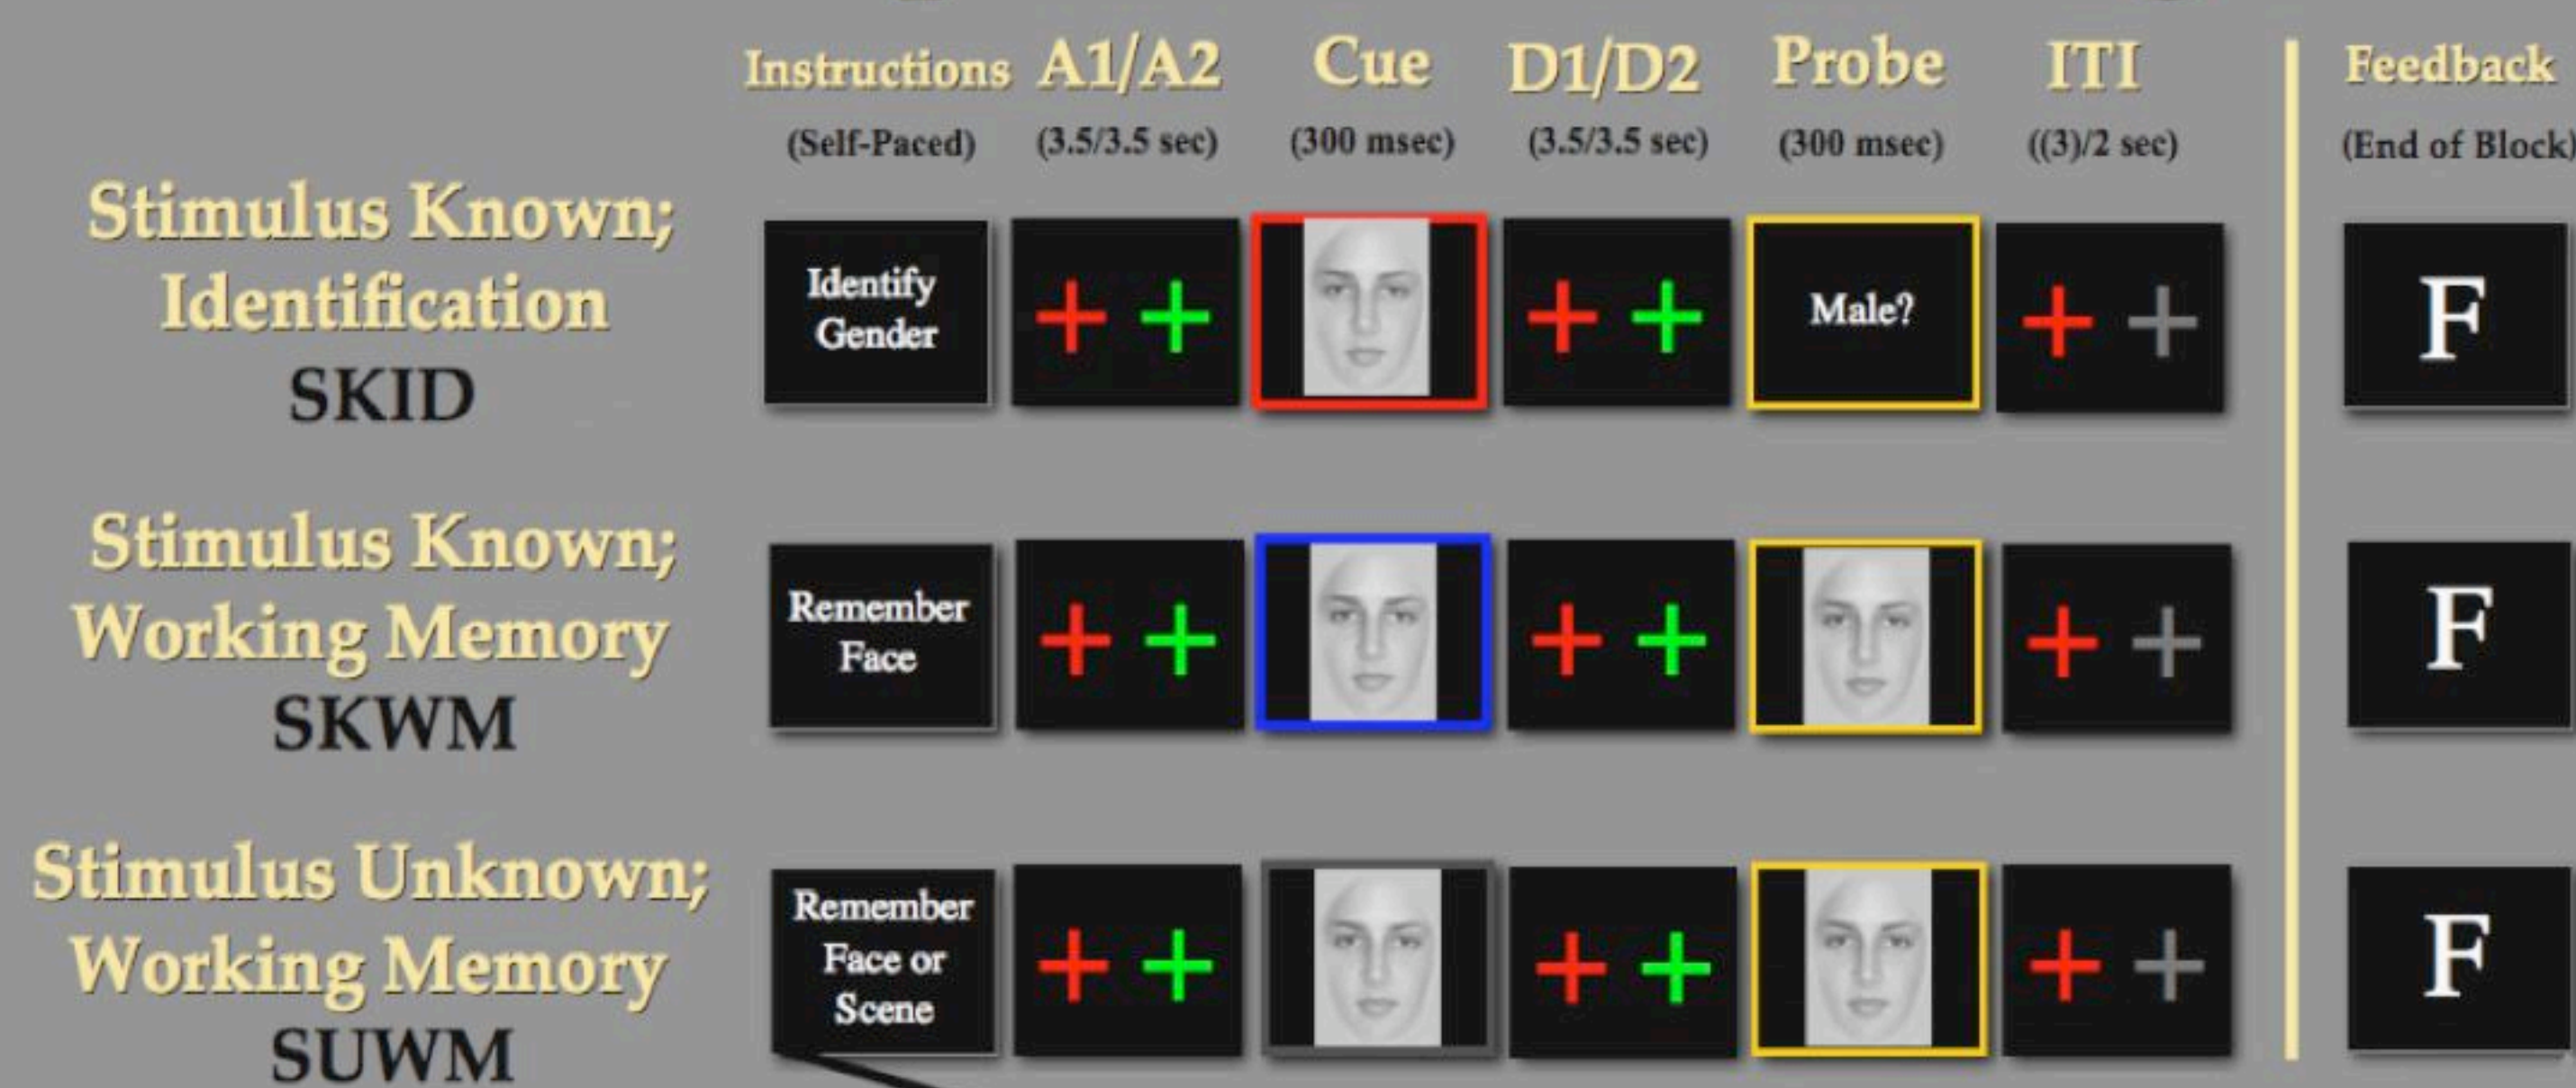 Instructions A1/A2 Cue D1/D2 Probe ITI Feedback
(Self-Paced) (3.5/3.5 sec) (300 msec) (3.5/3.5 sec) (300 msec) ((3)/2 sec) (End of Block)
Stimulus Known;
Identification
SKID
Identify
Gender
Male?
F
Stimulus Known;
Working Memory
SKWM
Remember
Face
F
Stimulus Unknown;
Working Memory
SUWM
Remember
Face or
Scene
F